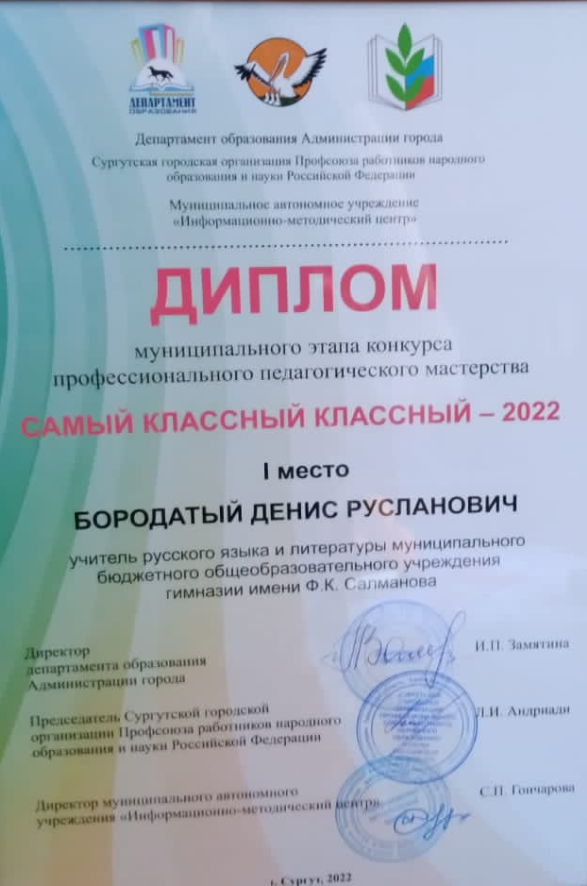 ДЕПАРТАМЕНТ
ОБРАЗОВАНИЯ
Департамент образования Администрации города
Сургутская городская организация Профсоюза работников народного
образования и науки Российской Федерации
Муниципальное автономное учреждение
«Информационно-методический центр»
ДИПЛОМ
муниципального этапа конкурса
профессионального педагогического мастерства
САМЫЙ КЛАССНЫЙ КЛАССНЫЙ – 2022
I место
БОРОДАТЫЙ ДЕНИС РУСЛАНОВИЧ
учитель русского языка и литературы муниципального
бюджетного общеобразовательного учреждения
гимназии имени Ф.К. Салманова
Директор
департамента образования
Администрации города
И.П. Замятина
Председатель Сургутской городской
организации Профсоюза работников народного
образования и науки Российской Федерации
Л.И. Андриади
Директор муниципального автономного
учреждения «Информационно-методический центр»
С.П. Гончарова
г. Сургут, 2022